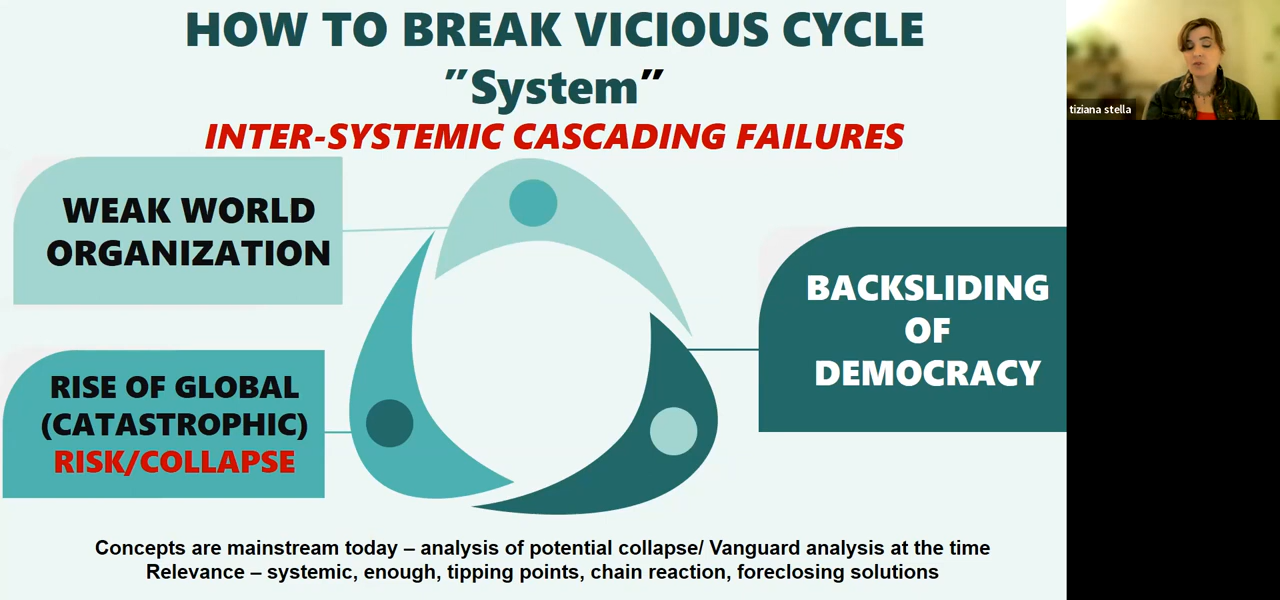 HOW TO BREAK VICIOUS CYCLE
"System"
INTER-SYSTEMIC CASCADING FAILURES
WEAK WORLD
ORGANIZATION
BACKSLIDING
OF
DEMOCRACY
RISE OF GLOBAL
(CATASTROPHIC)
RISK/COLLAPSE
Concepts are mainstream today – analysis of potential collapse/ Vanguard analysis at the time
Relevance – systemic, enough, tipping points, chain reaction, foreclosing solutions
tiziana stella